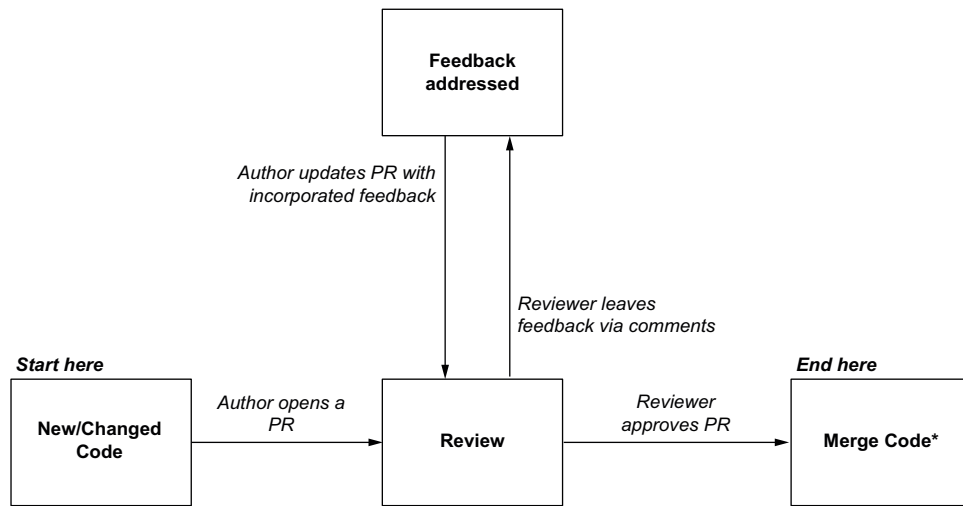 Feedback
addressed
Author updates PR with
incorporated feedback
Reviewer leaves
feedback via comments
Start here
New/Changed
Code
Author opens a
PR
Review
Reviewer
approves PR
End here
Merge Code*